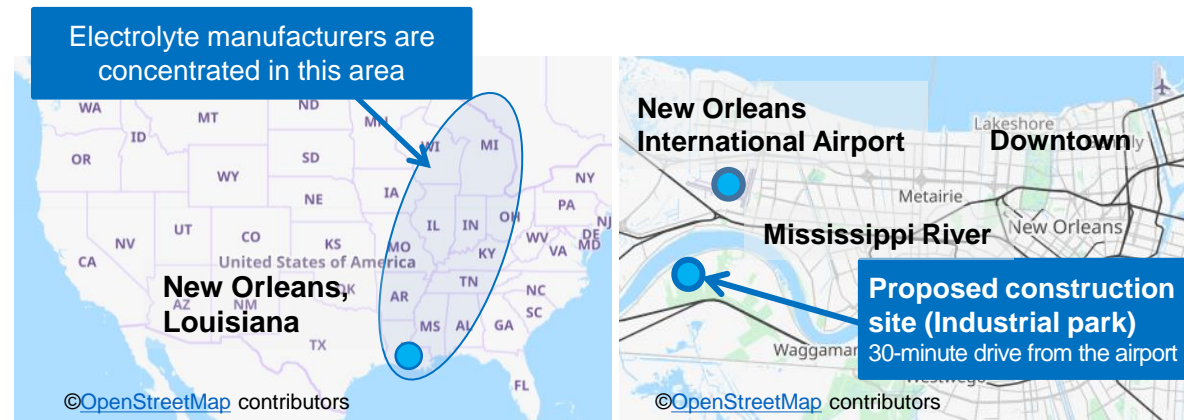 Electrolyte manufacturers are
concentrated in this area
WA
MT
ND
MN
WI
MI
OR
ID
SD
WY
NY
IA
NE
PA
NJ
OH
IL
IN
NV
UT
CO
KS
MO
WV
DE
MD
VA
KY
CA
United States of America
TN
NC
OK
AR
AZ
NM
SC
MS
AL
GA
TX
FL
New Orleans,
Louisiana
©OpenStreetMap contributors
New Orleans
International Airport
Lakeshore
Downtown
Metairie
Mississippi River
New Orleans
Proposed construction
site (Industrial park)
30-minute drive from the airport
©OpenStreetMap contributors